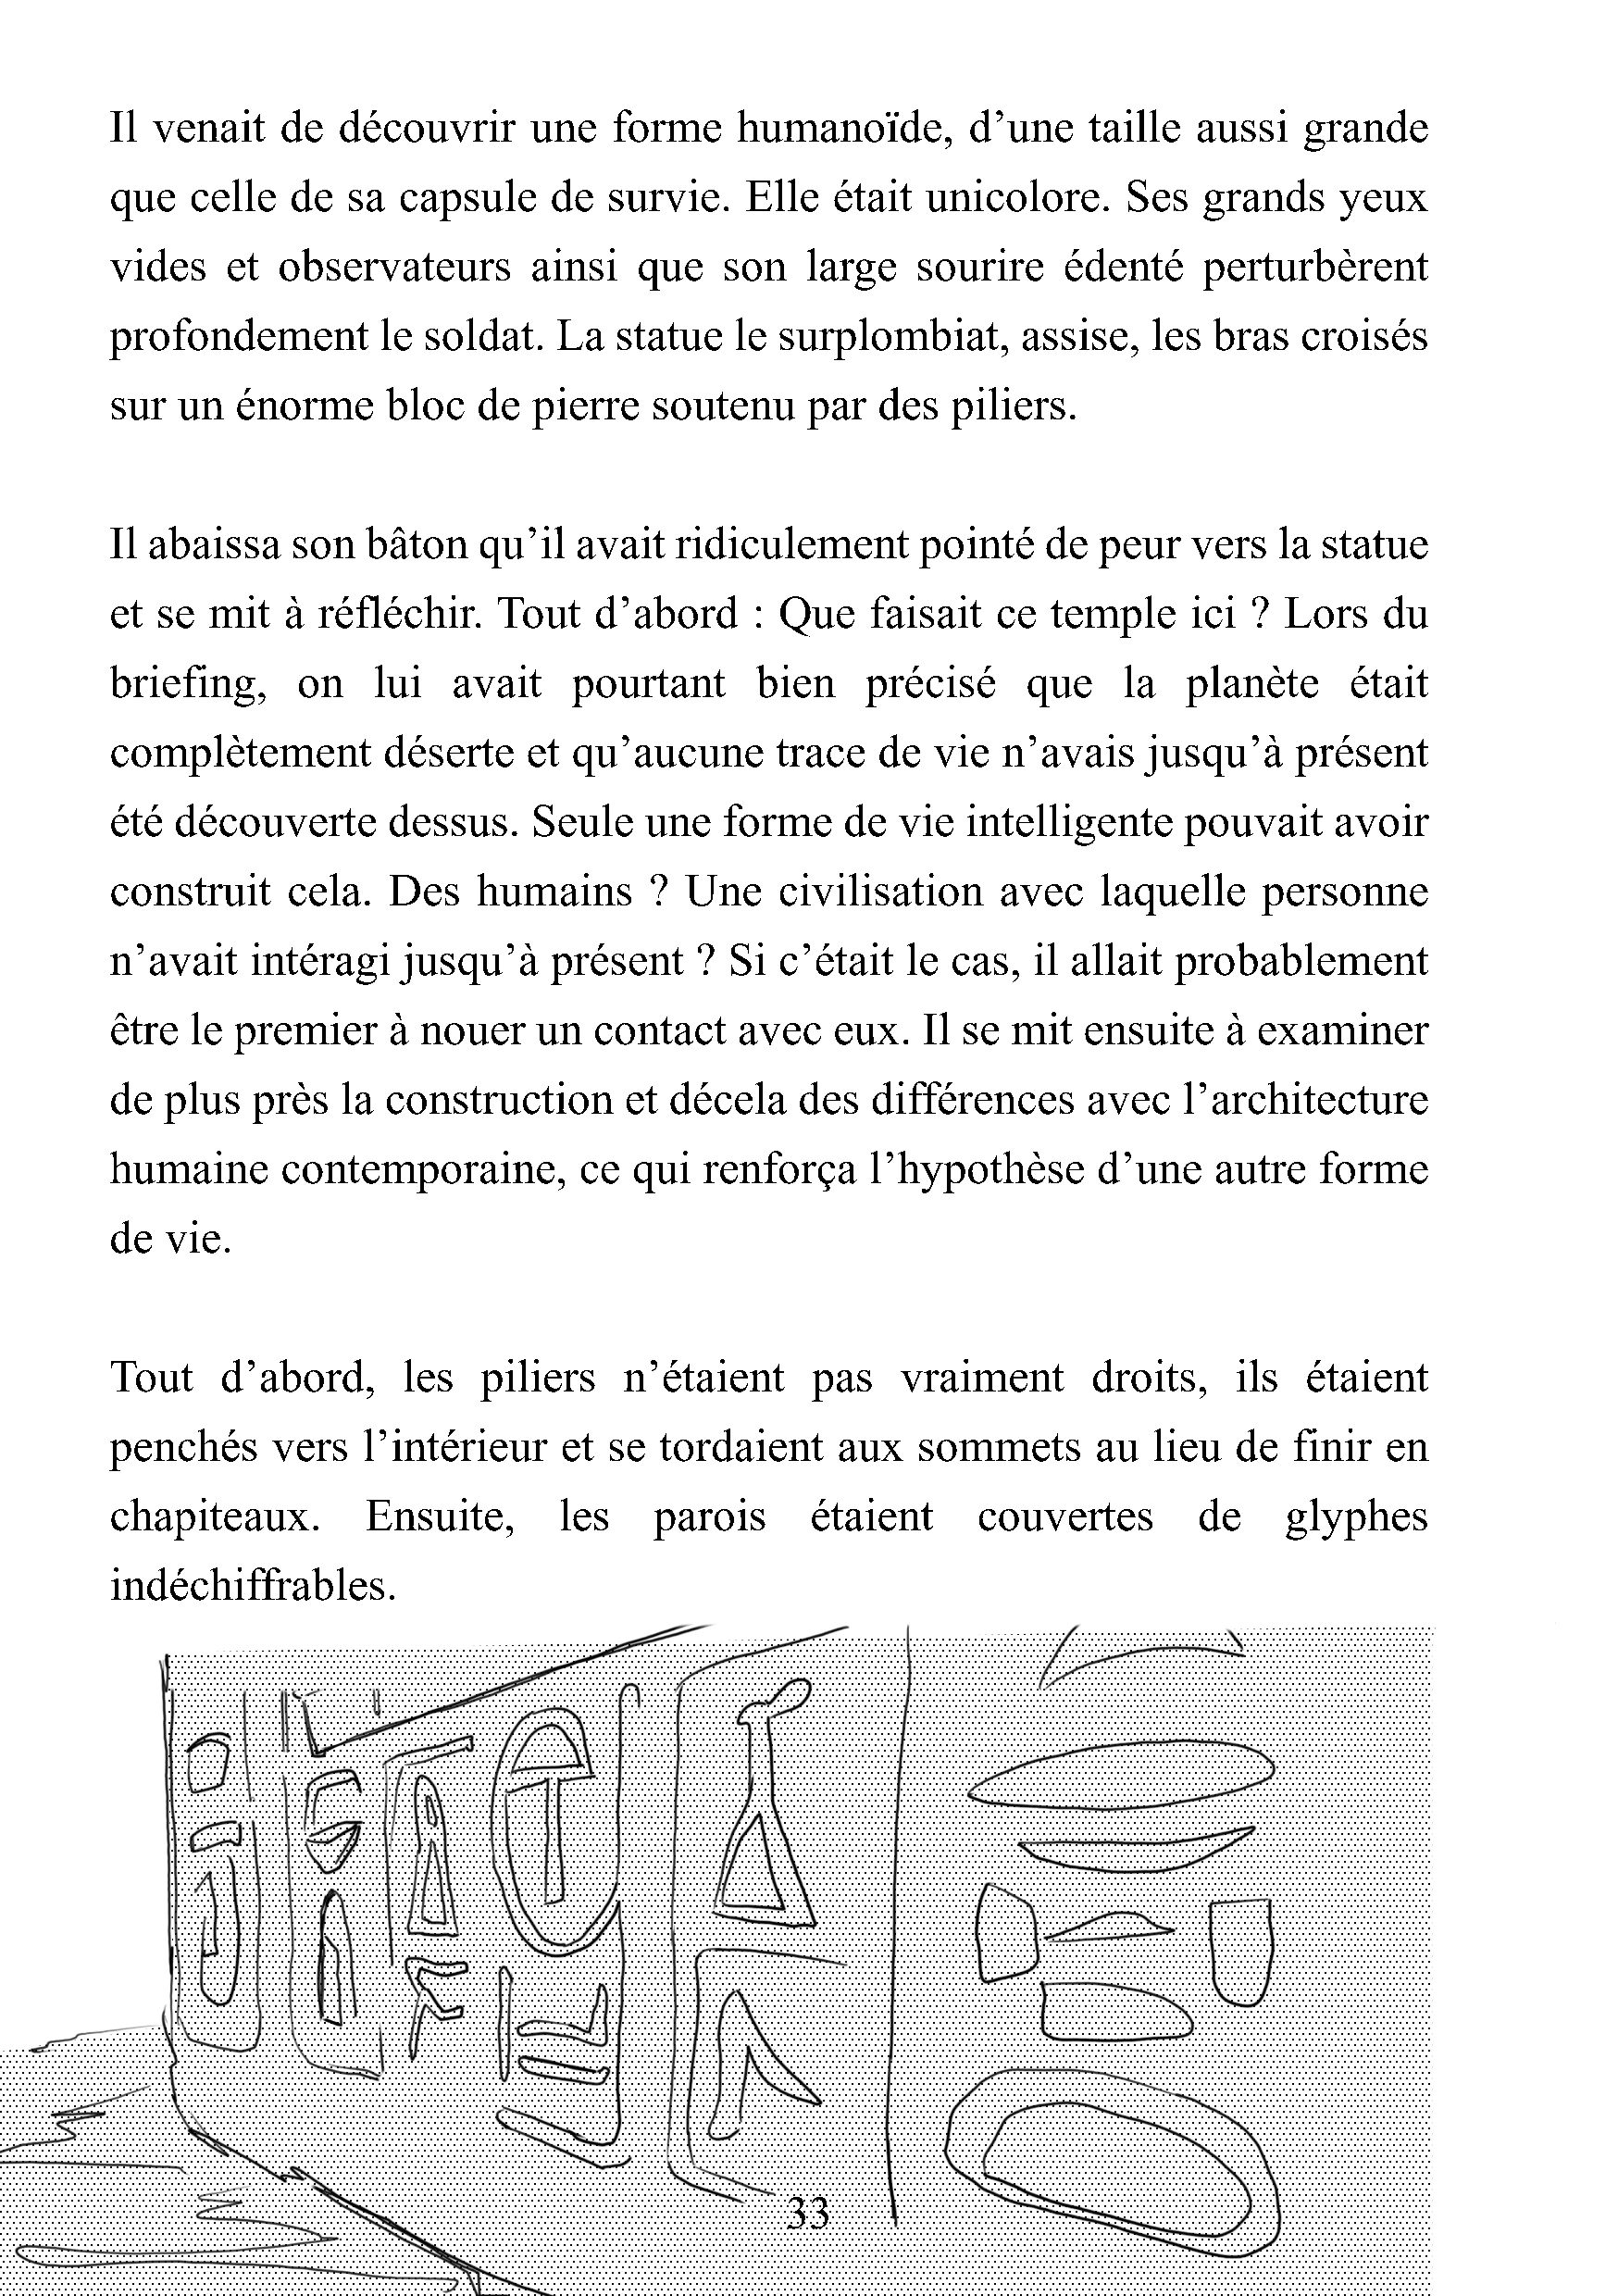 Il venait de découvrir une forme humanoïde, d’une taille aussi grande
que celle de sa capsule de survie. Elle était unicolore. Ses grands yeux
vides et observateurs ainsi que son large sourire édenté perturbèrent
profondement le soldat. La statue le surplombiat, assise, les bras croisés
sur un énorme bloc de pierre soutenu par des piliers.
Il abaissa son bâton qu’il avait ridiculement pointé de peur vers la statue
et se mit à réfléchir. Tout d’abord : Que faisait ce temple ici ? Lors du
briefing, on lui avait pourtant bien précisé que la planète était
complètement déserte et qu’aucune trace de vie n’avais jusqu’à présent
été découverte dessus. Seule une forme de vie intelligente pouvait avoir
construit cela. Des humains ? Une civilisation avec laquelle personne
n’avait intéragi jusqu’à présent ? Si c’était le cas, il allait probablement
être le premier à nouer un contact avec eux. Il se mit ensuite à examiner
de plus près la construction et décela des différences avec l’architecture
humaine contemporaine, ce qui renforça l’hypothèse d’une autre forme
de vie.
Tout d’abord, les piliers n’étaient pas vraiment droits, ils étaient
penchés vers l’intérieur et se tordaient aux sommets au lieu de finir en
chapiteaux. Ensuite, les parois étaient couvertes de glyphes
indéchiffrables.
33